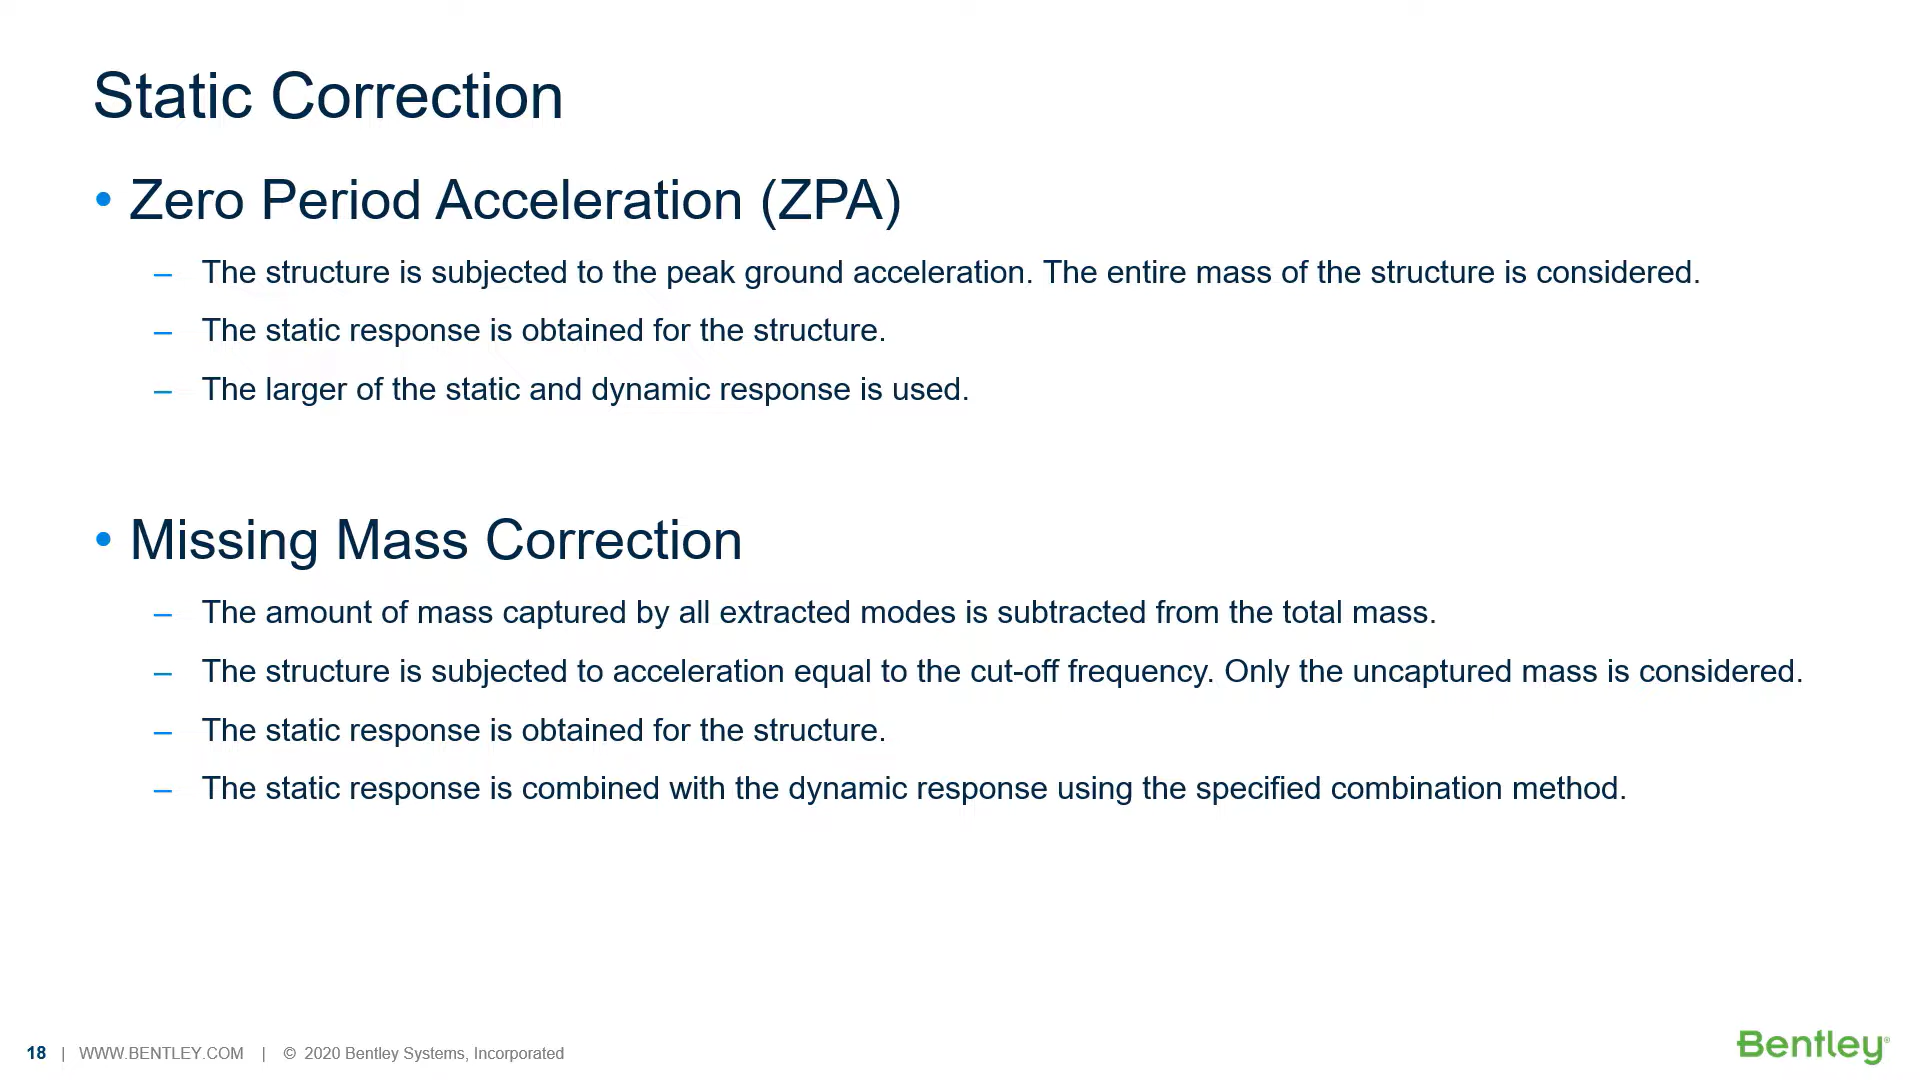 Static Correction
• Zero Period Acceleration (ZPA)
– The structure is subjected to the peak ground acceleration. The entire mass of the structure is considered.
– The static response is obtained for the structure.
– The larger of the static and dynamic response is used.
• Missing Mass Correction
– The amount of mass captured by all extracted modes is subtracted from the total mass.
– The structure is subjected to acceleration equal to the cut-off frequency. Only the uncaptured mass is considered.
– The static response is obtained for the structure.
– The static response is combined with the dynamic response using the specified combination method.
18 | WWW.BENTLEY.COM | © 2020 Bentley Systems, Incorporated
Bentley®